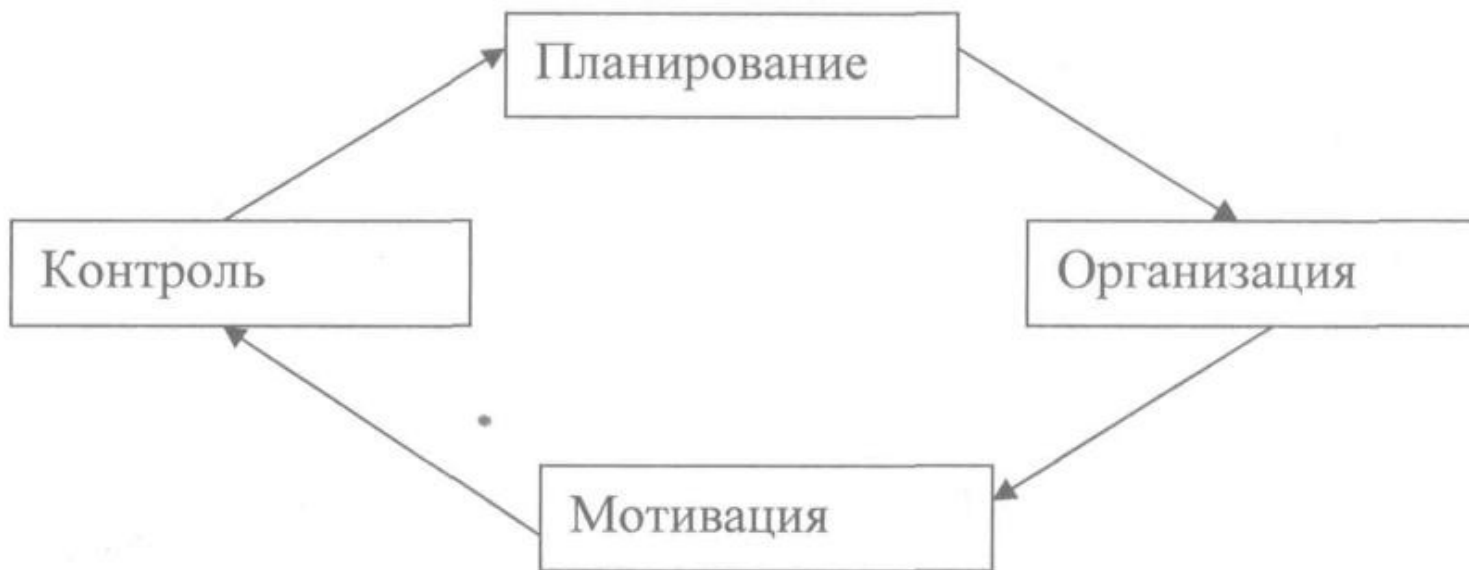 Планирование
Контроль
Организация
Мотивация